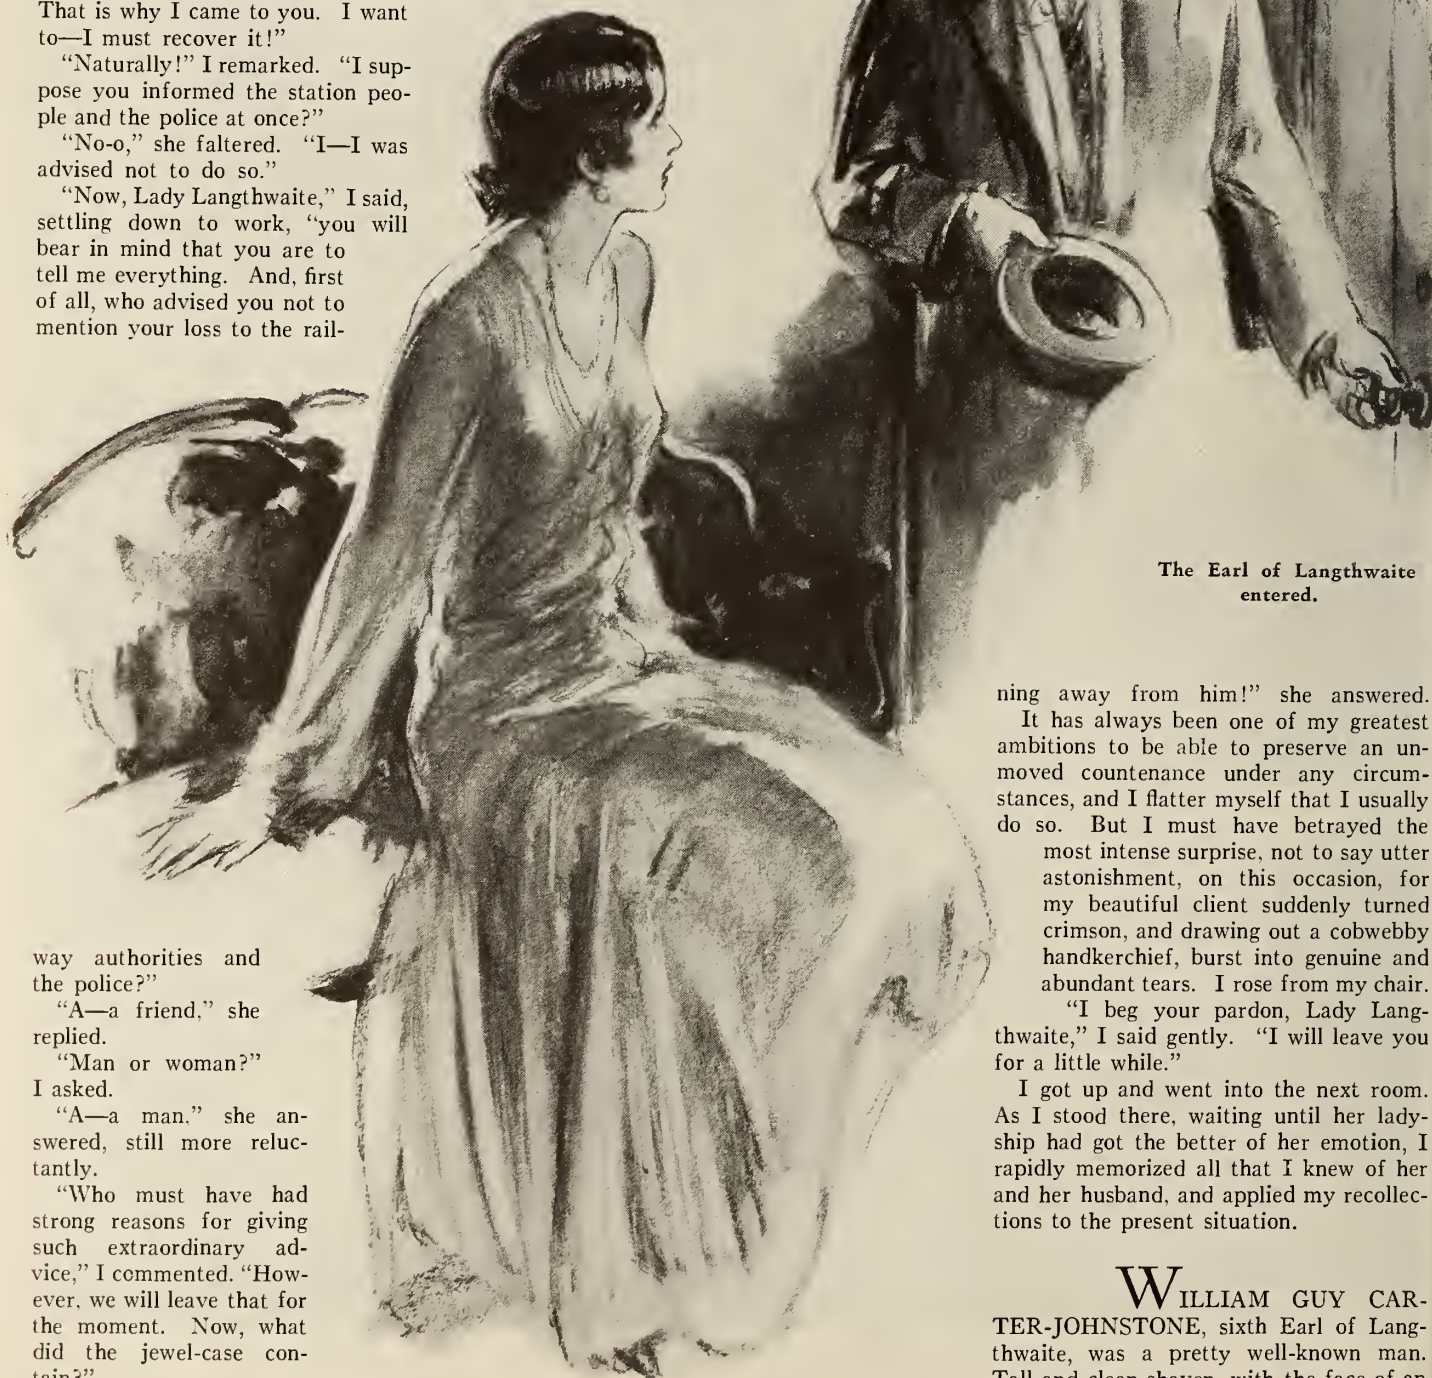 That is why I came to you. I want
to—I must recover it!”
“Naturally!” I remarked. “I sup-
pose you informed the station peo-
ple and the police at once?”
“No-o,” she faltered. “I—I was
advised not to do so.”
“Now, Lady Langthwaite,” I said,
settling down to work, “you will
bear in mind that you are to
tell me everything. And, first
of all, who advised you not to
mention your loss to the rail-
way authorities and
the police?”
“A—a friend,” she
replied.
“Man or woman?”
I asked.
“A—a man,” she an-
swered, still more reluc-
tantly.
“Who must have had
strong reasons for giving
such extraordinary ad-
vice,” I commented. “How-
ever, we will leave that for
the moment. Now, what
did the jewel-case con-
tain?”
The Earl of Langthwaite
entered.
ning away from him!” she answered.
It has always been one of my greatest
ambitions to be able to preserve an un-
moved countenance under any circum-
stances, and I flatter myself that I usually
do so. But I must have betrayed the
most intense surprise, not to say utter
astonishment, on this occasion, for
my beautiful client suddenly turned
crimson, and drawing out a cobwebby
handkerchief, burst into genuine and
abundant tears. I rose from my chair.
“I beg your pardon, Lady Lang-
thwaite,” I said gently. “I will leave you
for a little while.”
I got up and went into the next room.
As I stood there, waiting until her lady-
ship had got the better of her emotion, I
rapidly memorized all that I knew of her
and her husband, and applied my recollec-
tions to the present situation.
WILLIAM GUY CAR-
TER-JOHNSTONE, sixth Earl of Lang-
thwaite, was a pretty well-known man.
Tall and clean-shaven, with the face of an